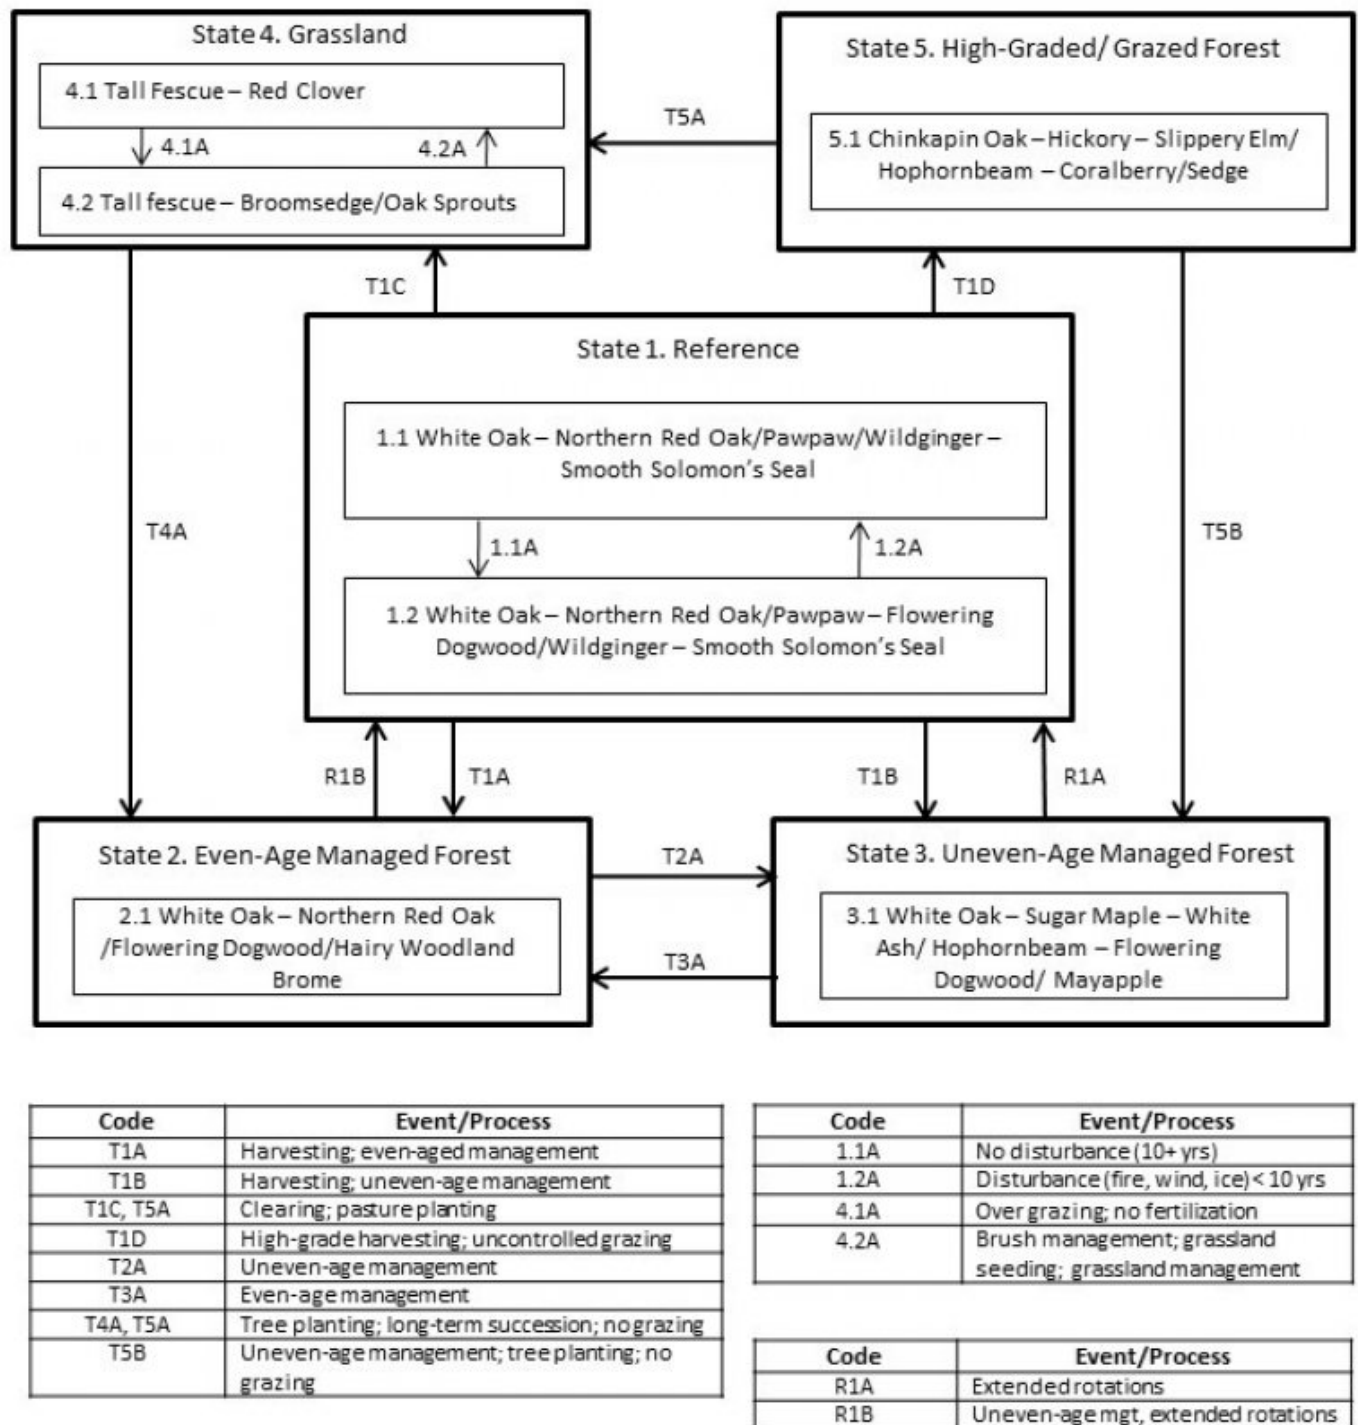 State 4. Grassland
4.1 Tall Fescue – Red Clover
4.1A
4.2A
4.2 Tall fescue – Broomsedge/Oak Sprouts
T5A
State 5. High-Graded/ Grazed Forest
5.1 Chinkapin Oak – Hickory – Slippery Elm/
Hophornbeam – Coralberry/Sedge
T1C
T1D
State 1. Reference
1.1 White Oak – Northern Red Oak/Pawpaw/Wildginger –
Smooth Solomon's Seal
1.1A
1.2A
1.2 White Oak – Northern Red Oak/Pawpaw – Flowering
Dogwood/Wildginger – Smooth Solomon's Seal
T4A
T5B
R1B
T1A
T1B
R1A
State 2. Even-Age Managed Forest
2.1 White Oak – Northern Red Oak
/Flowering Dogwood/Hairy Woodland
Brome
T2A
T3A
State 3. Uneven-Age Managed Forest
3.1 White Oak – Sugar Maple – White
Ash/ Hophornbeam – Flowering
Dogwood/ Mayapple
Code Event/Process
T1A Harvesting; even-aged management
T1B Harvesting; uneven-age management
T1C, T5A Clearing; pasture planting
T1D High-grade harvesting; uncontrolled grazing
T2A Uneven-age management
T3A Even-age management
T4A, T5A Tree planting; long-term succession; no grazing
T5B Uneven-age management; tree planting; no
grazing
Code Event/Process
1.1A No disturbance (10+ yrs)
1.2A Disturbance (fire, wind, ice) < 10 yrs
4.1A Over grazing; no fertilization
4.2A Brush management; grassland
seeding; grassland management
Code Event/Process
R1A Extended rotations
R1B Uneven-age mgt, extended rotations